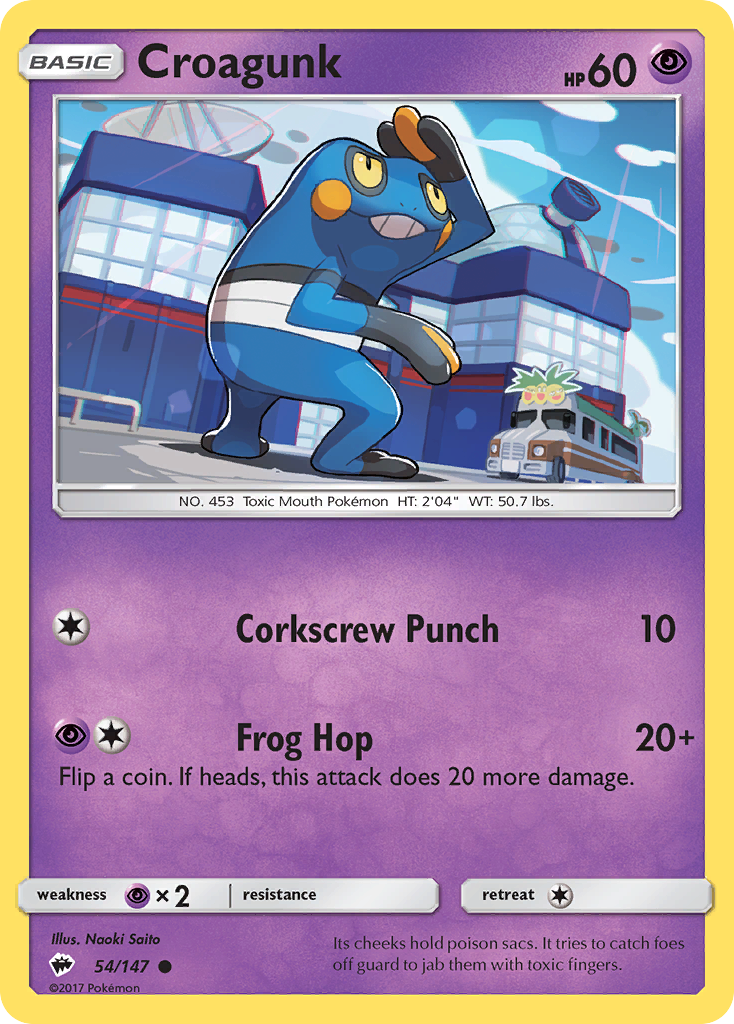 BASIC Croagunk HP60
NO. 453 Toxic Mouth Pokémon HT: 2'04" WT: 50.7 lbs.
Corkscrew Punch 10
Frog Hop 20+
Flip a coin. If heads, this attack does 20 more damage.
weakness ×2 resistance retreat
Illus. Naoki Saito
54/147
©2017 Pokémon
Its cheeks hold poison sacs. It tries to catch foes
off guard to jab them with toxic fingers.